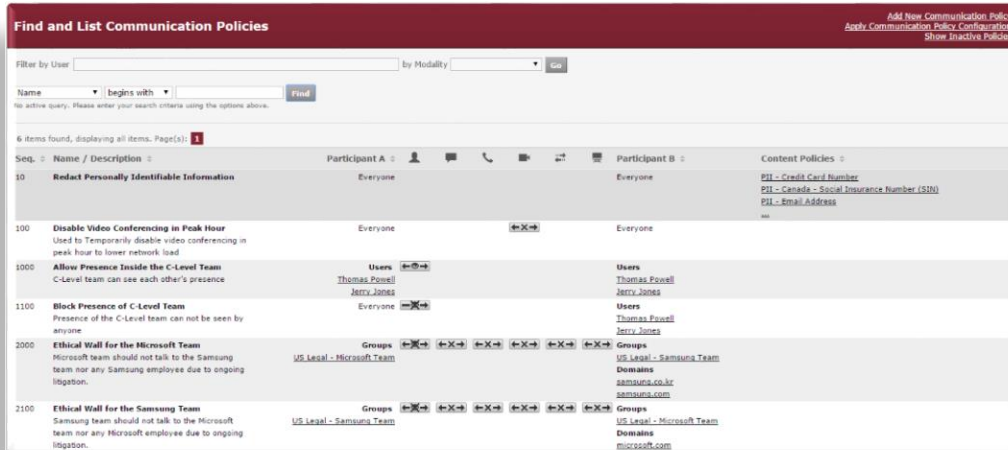 Find and List Communication Policies
Add New Communication Polic
Apply Communication Policy Configuration
Show Inactive Policie
Filter by User by Modality Go
Name begins with Find
No active query. Please enter your search criteria using the options above.
6 items found, displaying all items. Page(s): 1
Seq. Name / Description Participant A Participant B Content Policies
10 Redact Personally Identifiable Information Everyone Everyone PII - Credit Card Number
PII - Canada - Social Insurance Number (SIN)
PII - Email Address
...
100 Disable Video Conferencing in Peak Hour Everyone Everyone
Used to Temporarily disable video conferencing in
peak hour to lower network load
1000 Allow Presence Inside the C-Level Team Users Users
C-Level team can see each other's presence Thomas Powell Thomas Powell
Jerry Jones Jerry Jones
1100 Block Presence of C-Level Team Everyone Users
Presence of the C-Level team can not be seen by Thomas Powell
anyone Jerry Jones
2000 Ethical Wall for the Microsoft Team Groups Groups
Microsoft team should not talk to the Samsung US Legal - Microsoft Team US Legal - Samsung Team
team nor any Samsung employee due to ongoing Domains
litigation. samsung.co.kr
samsung.com
2100 Ethical Wall for the Samsung Team Groups Groups
Samsung team should not talk to the Microsoft US Legal - Samsung Team US Legal - Microsoft Team
team nor any Microsoft employee due to ongoing Domains
litigation. microsoft.com